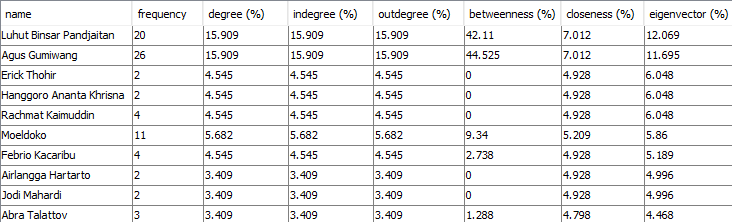 name frequency degree (%) indegree (%) outdegree (%) betweenness (%) closeness (%) eigenvector (%)
Luhut Binsar Pandjaitan 20 15.909 15.909 15.909 42.11 7.012 12.069
Agus Gumiwang 26 15.909 15.909 15.909 44.525 7.012 11.695
Erick Thohir 2 4.545 4.545 4.545 0 4.928 6.048
Hanggoro Ananta Khrisna 2 4.545 4.545 4.545 0 4.928 6.048
Rachmat Kaimuddin 4 4.545 4.545 4.545 0 4.928 6.048
Moeldoko 11 5.682 5.682 5.682 9.34 5.209 5.86
Febrio Kacaribu 4 4.545 4.545 4.545 2.738 4.928 5.189
Airlangga Hartarto 2 3.409 3.409 3.409 0 4.928 4.996
Jodi Mahardi 2 3.409 3.409 3.409 0 4.928 4.996
Abra Talattov 3 3.409 3.409 3.409 1.288 4.798 4.468